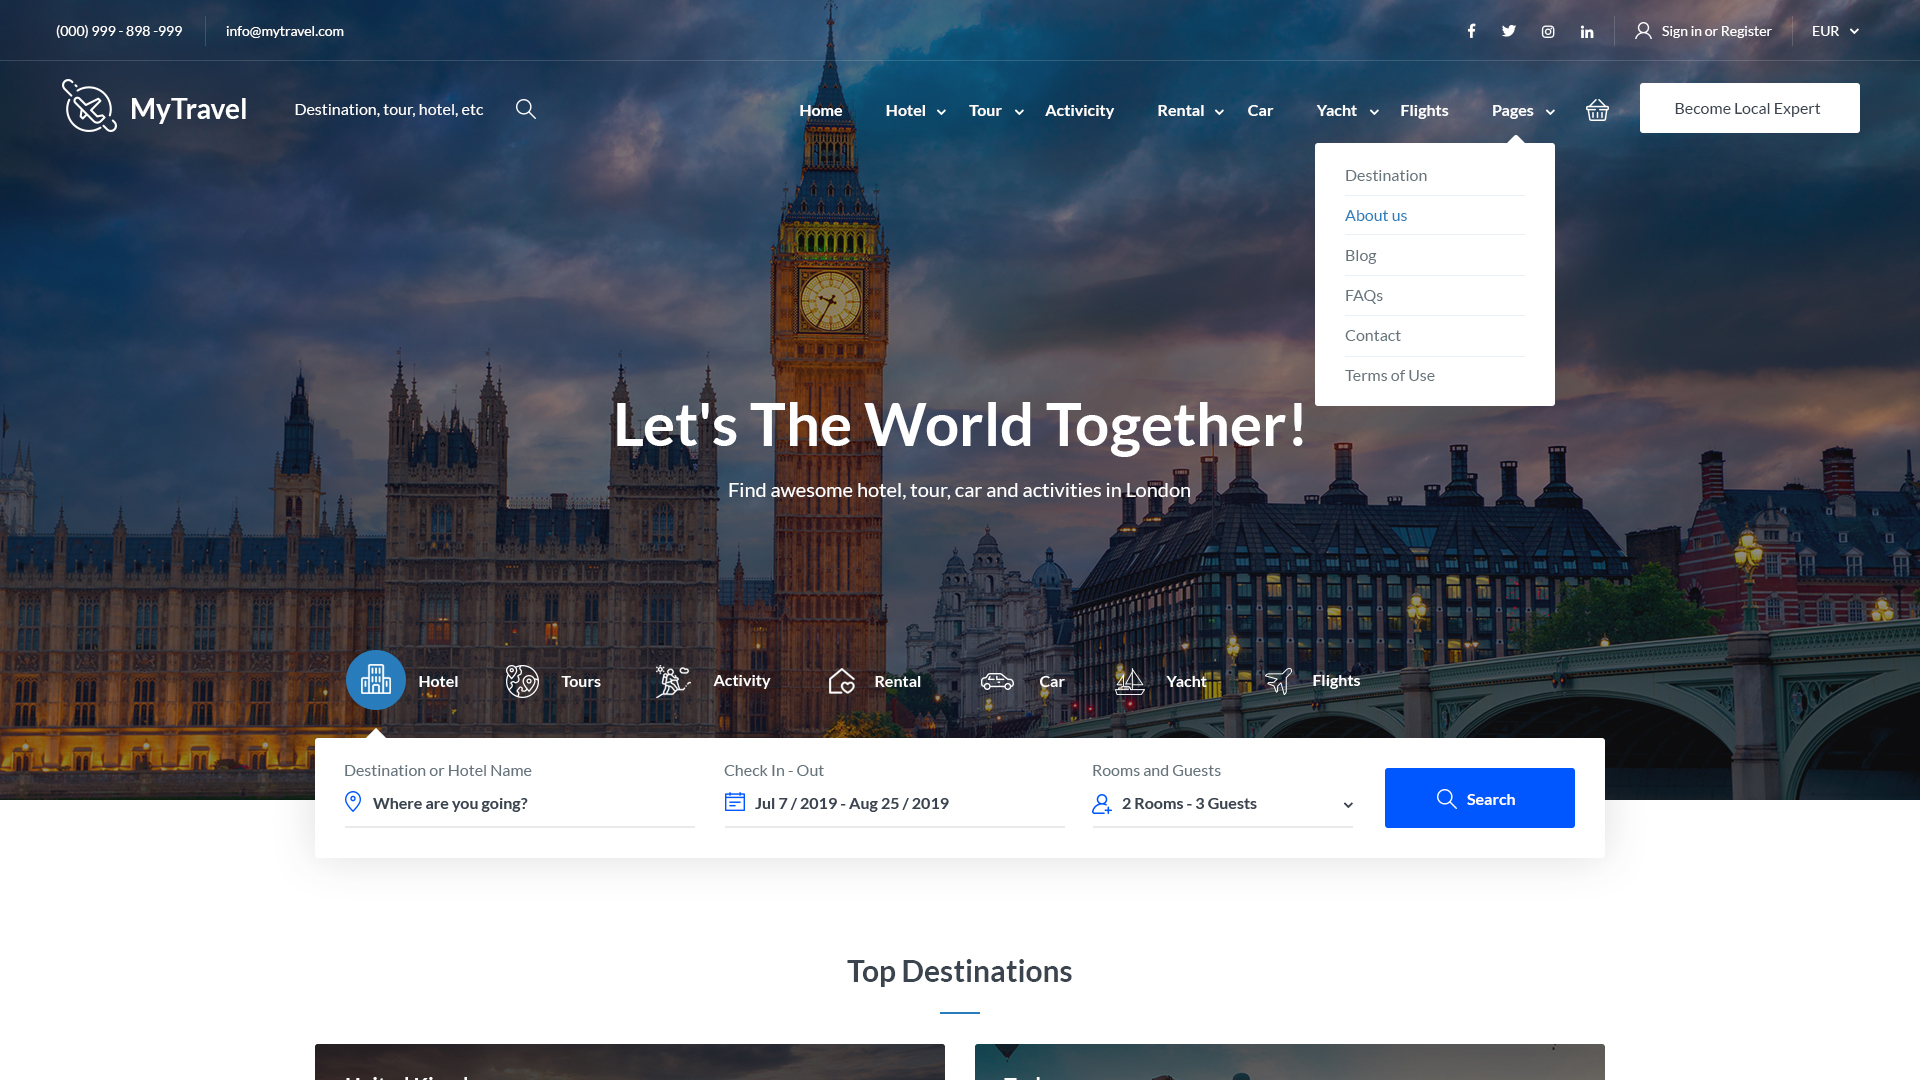 (000) 999 - 898 -999
info@mytravel.com
Sign in or Register
EUR
MyTravel
Destination, tour, hotel, etc
Home
Hotel
Tour
Activicity
Rental
Car
Yacht
Flights
Pages
Become Local Expert
Destination
About us
Blog
FAQs
Contact
Terms of Use
Let's The World Together!
Find awesome hotel, tour, car and activities in London
Hotel
Tours
Activity
Rental
Car
Yacht
Flights
Destination or Hotel Name
Where are you going?
Check In - Out
Jul 7 / 2019 - Aug 25 / 2019
Rooms and Guests
2 Rooms - 3 Guests
Search
Top Destinations